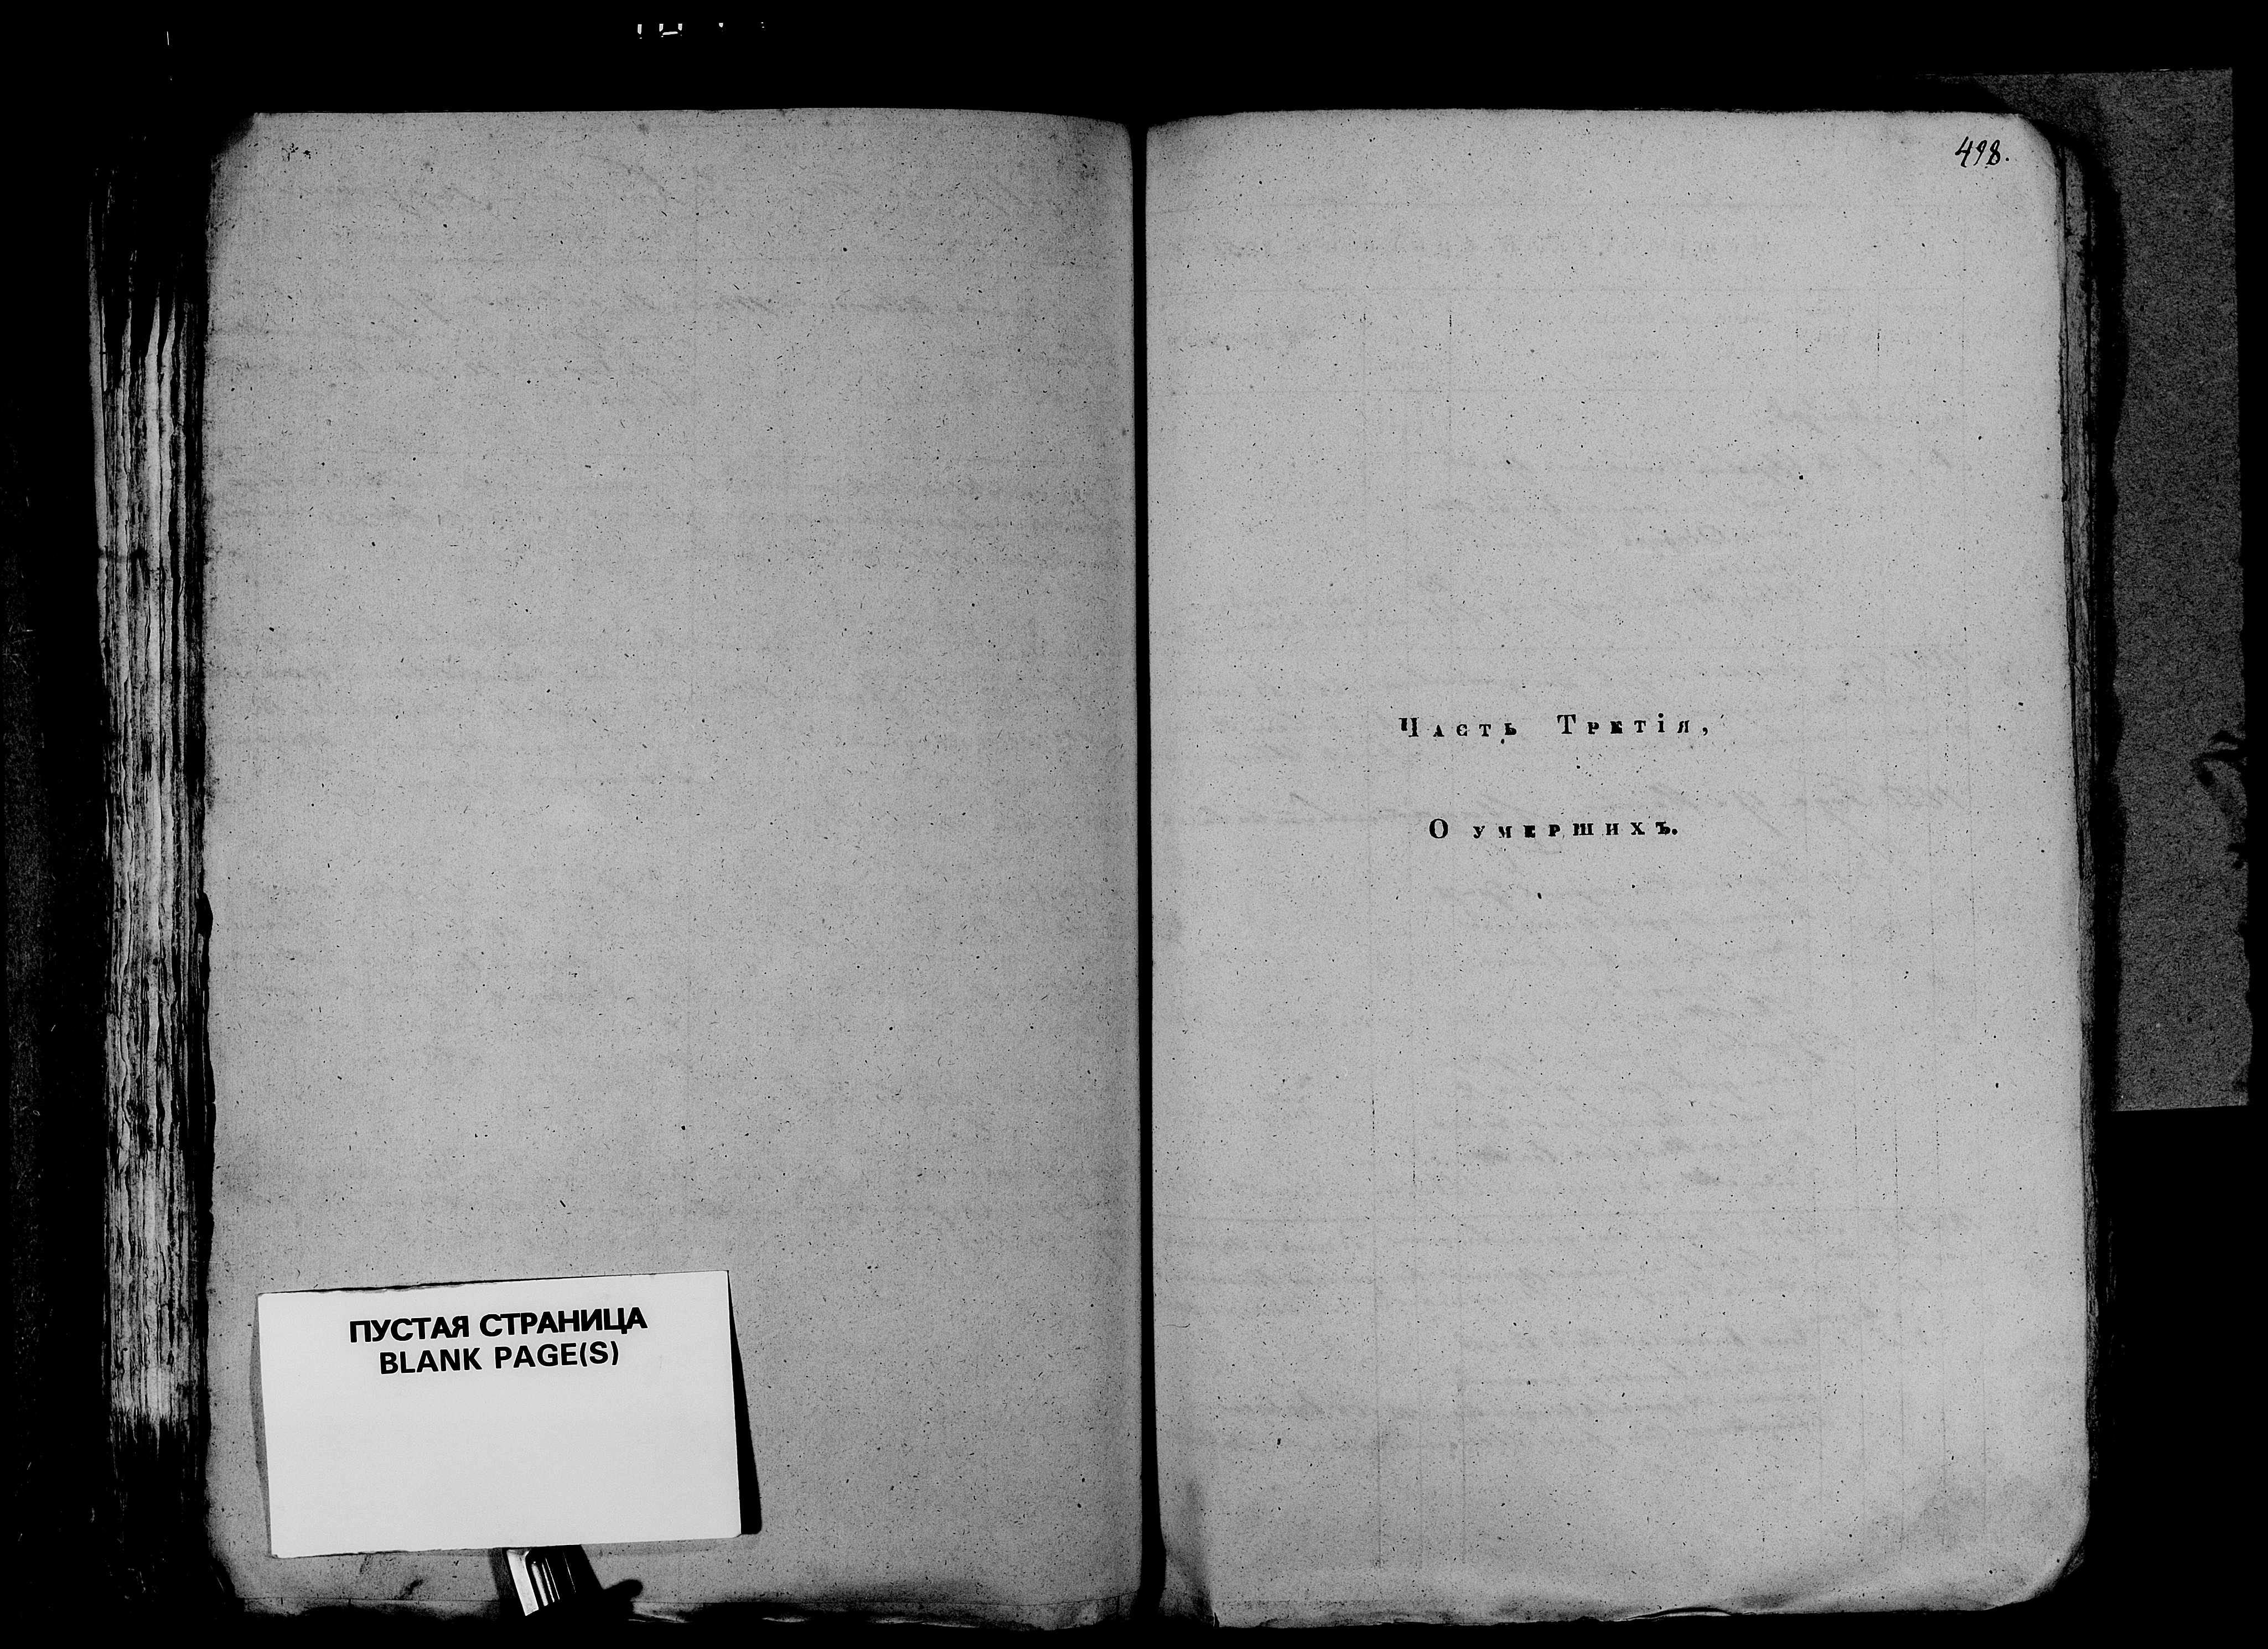 ПУСТАЯ СТРАНИЦА
BLANK PAGE(S)
498.
Часть Третія,
О умершихъ.